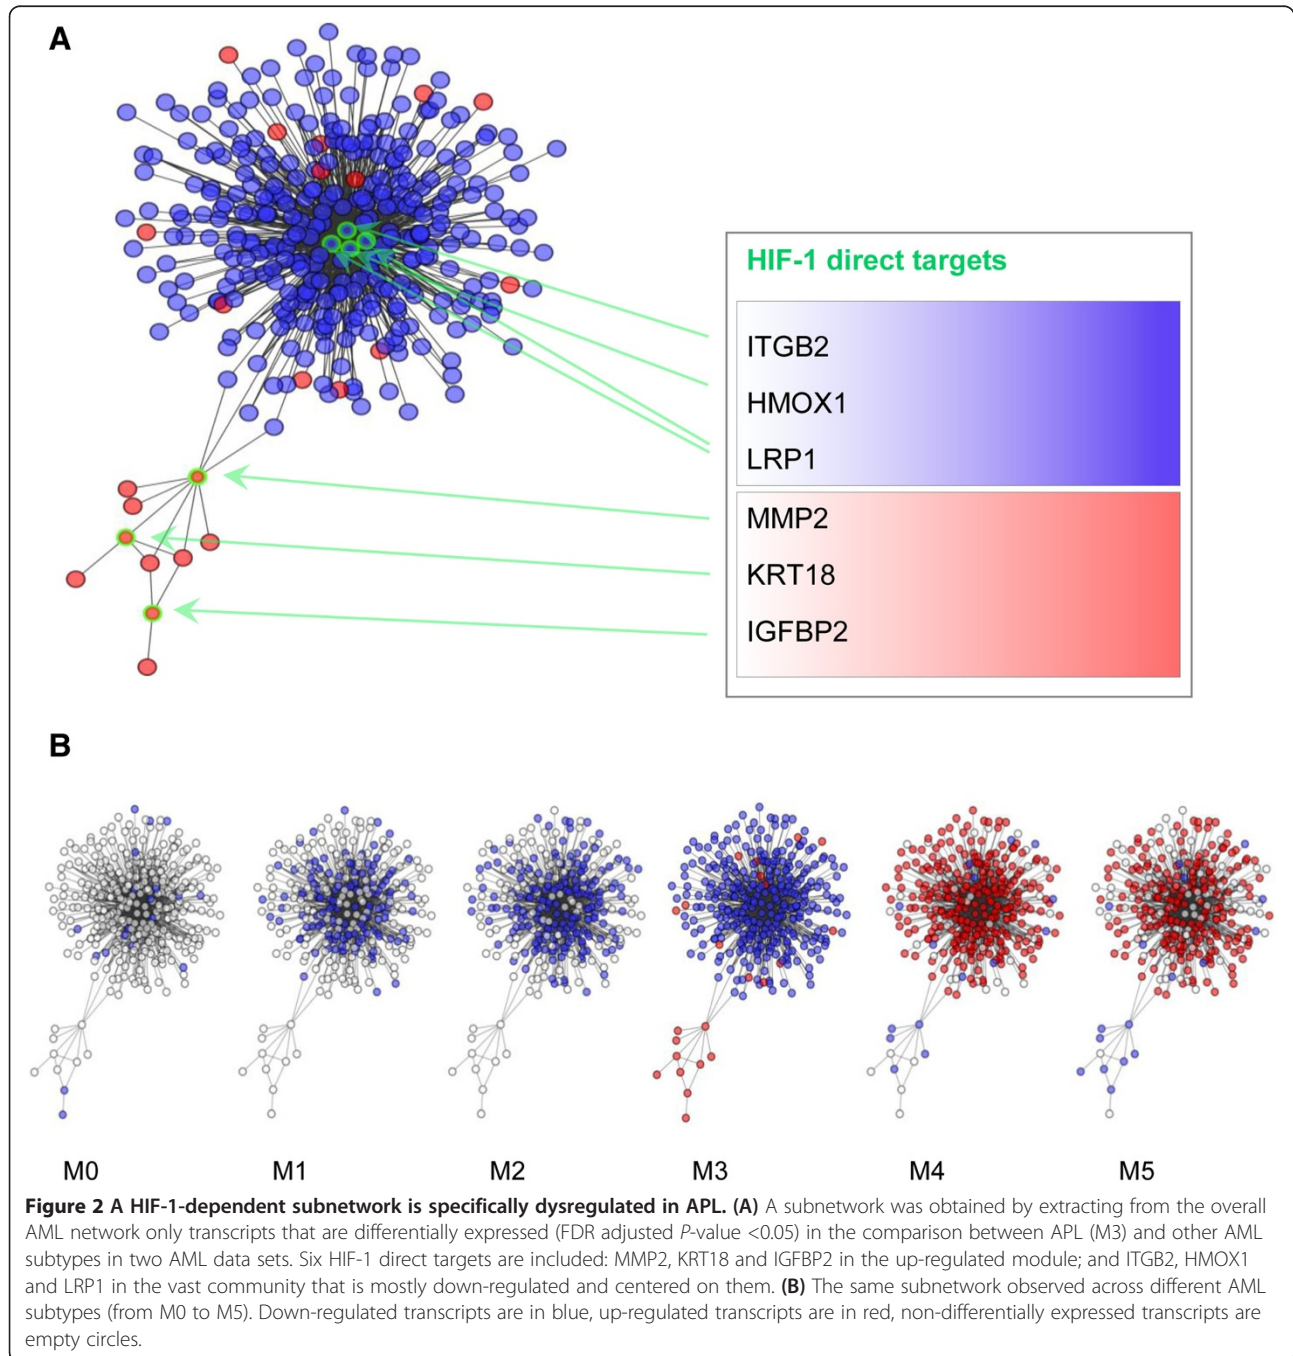 A
HIF-1 direct targets
ITGB2
HMOX1
LRP1
MMP2
KRT18
IGFBP2
B
M0 M1 M2 M3 M4 M5
Figure 2 A HIF-1-dependent subnetwork is specifically dysregulated in APL. (A) A subnetwork was obtained by extracting from the overall
AML network only transcripts that are differentially expressed (FDR adjusted P-value <0.05) in the comparison between APL (M3) and other AML
subtypes in two AML data sets. Six HIF-1 direct targets are included: MMP2, KRT18 and IGFBP2 in the up-regulated module; and ITGB2, HMOX1
and LRP1 in the vast community that is mostly down-regulated and centered on them. (B) The same subnetwork observed across different AML
subtypes (from M0 to M5). Down-regulated transcripts are in blue, up-regulated transcripts are in red, non-differentially expressed transcripts are
empty circles.